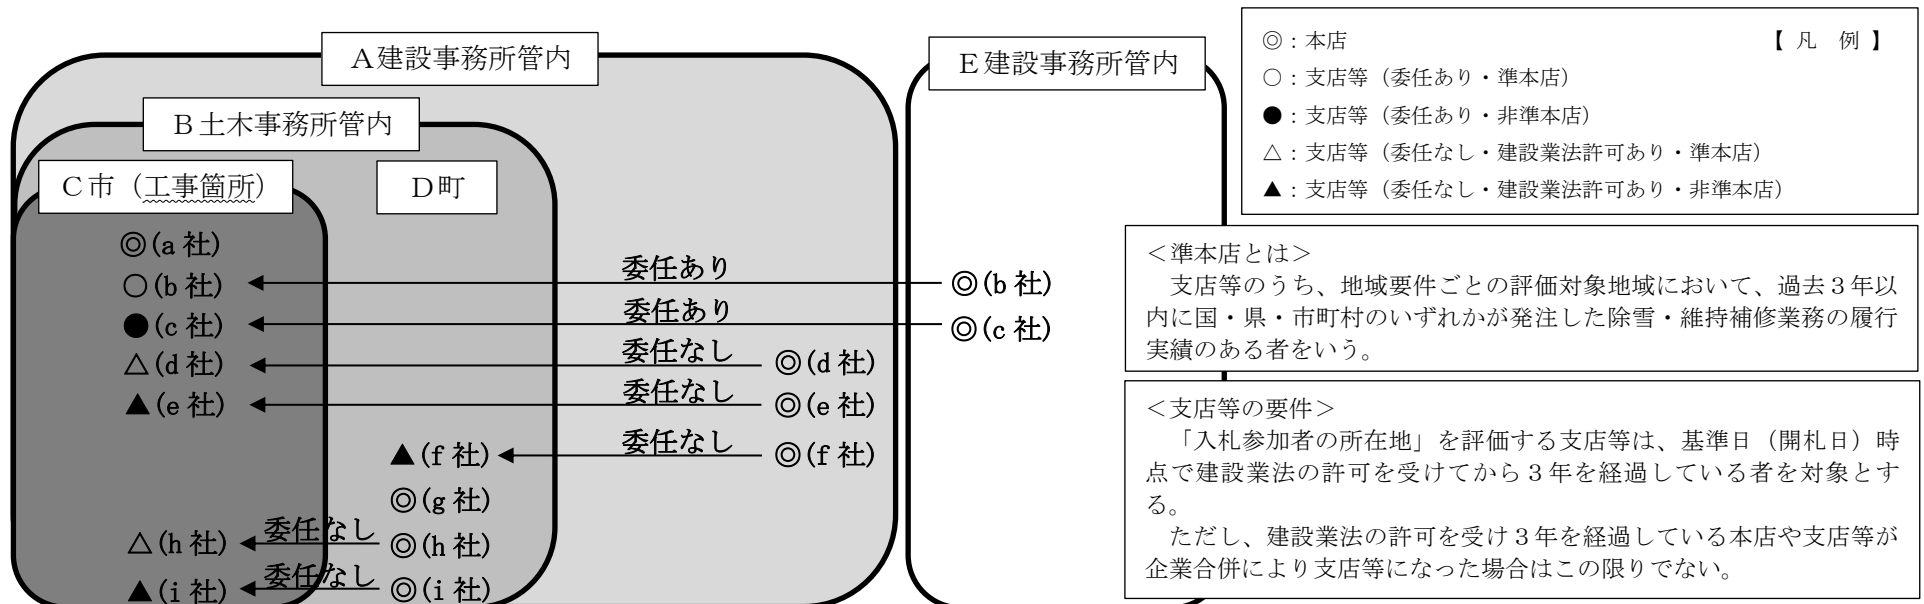 A建設事務所管内
B土木事務所管内
C市（工事箇所）
D町
E建設事務所管内
◎(a 社)
○(b 社)
委任あり
◎(b 社)
●(c 社)
委任あり
◎(c 社)
△(d 社)
委任なし
◎(d 社)
▲(e 社)
委任なし
◎(e 社)
▲(f 社)
委任なし
◎(f 社)
◎(g 社)
△(h 社)
委任なし
◎(h 社)
▲(i 社)
委任なし
◎(i 社)
◎：本店　【 凡　例 】
○：支店等（委任あり・準本店）
●：支店等（委任あり・非準本店）
△：支店等（委任なし・建設業法許可あり・準本店）
▲：支店等（委任なし・建設業法許可あり・非準本店）
＜準本店とは＞
支店等のうち、地域要件ごとの評価対象地域において、過去３年以
内に国・県・市町村のいずれかが発注した除雪・維持補修業務の履行
実績のある者をいう。
＜支店等の要件＞
「入札参加者の所在地」を評価する支店等は、基準日（開札日）時
点で建設業法の許可を受けてから３年を経過している者を対象とす
る。
ただし、建設業法の許可を受け３年を経過している本店や支店等が
企業合併により支店等になった場合はこの限りでない。